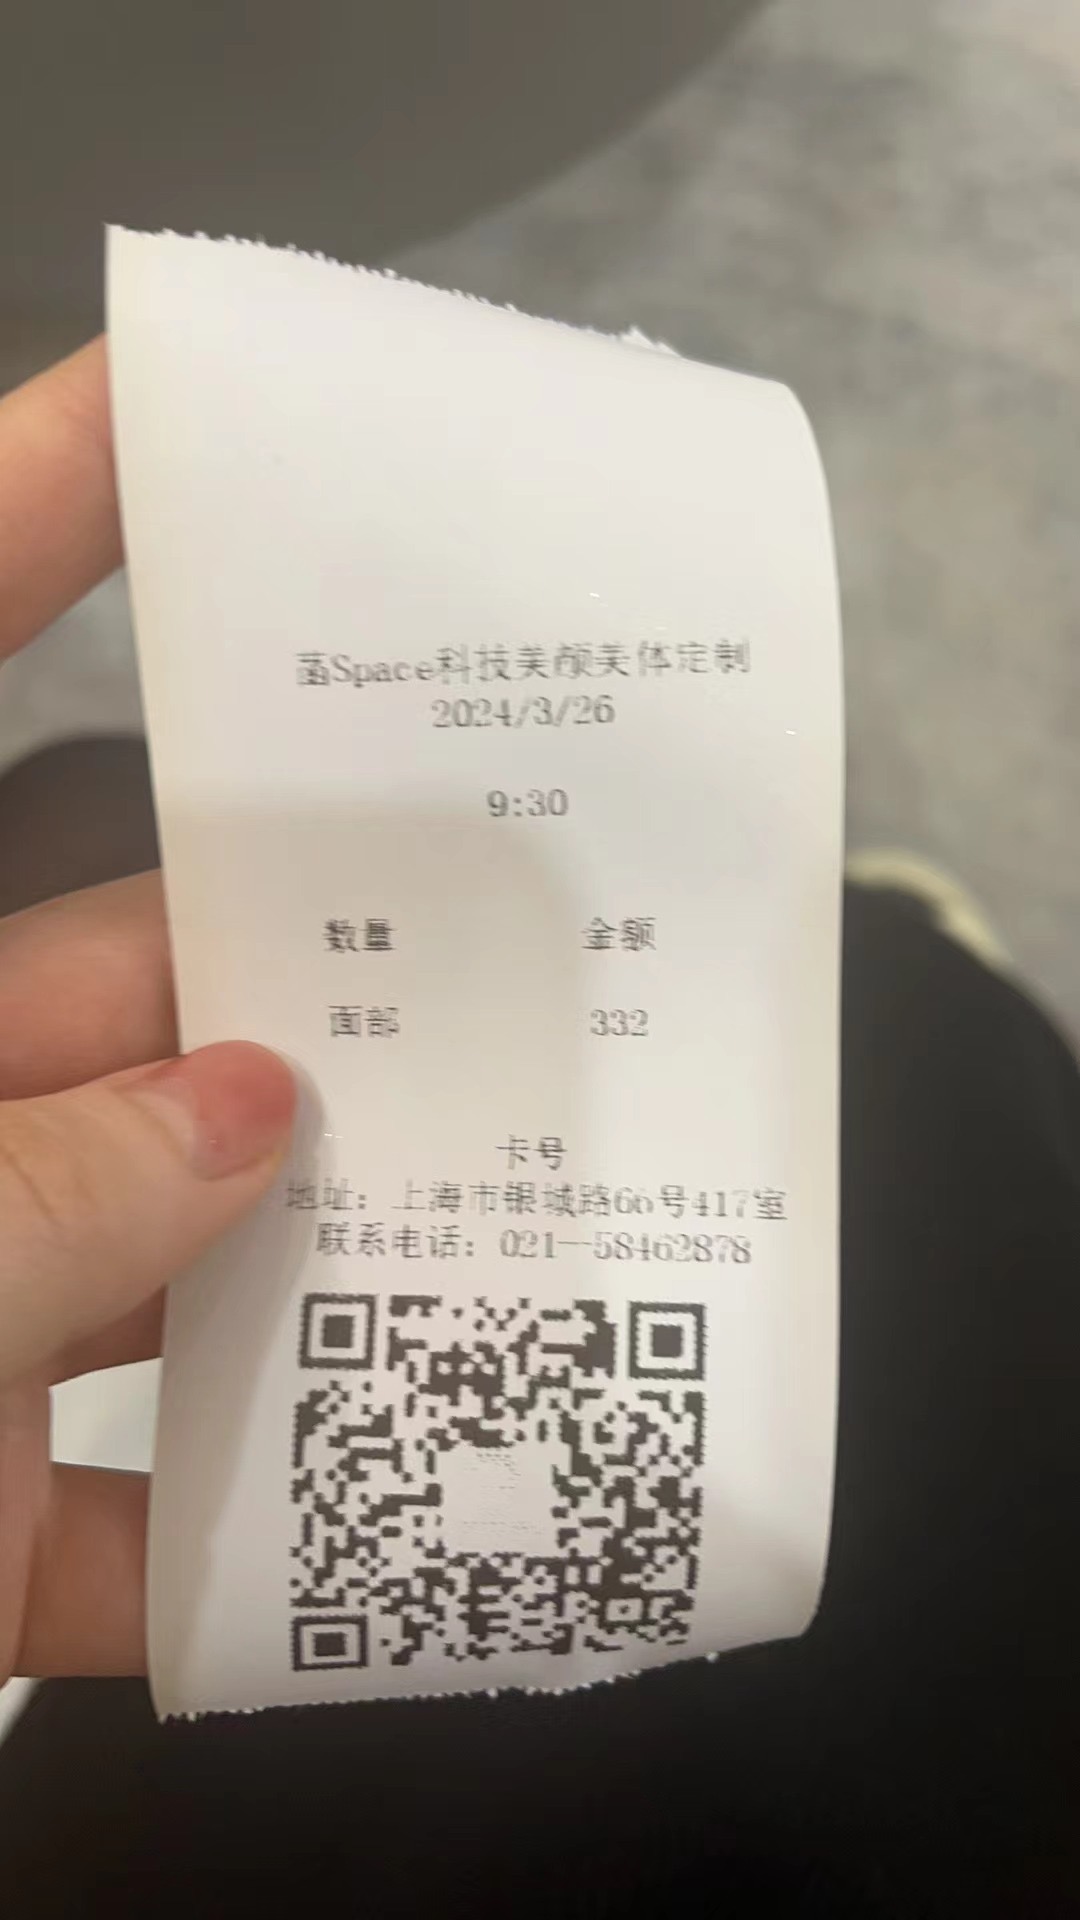 菡Space科技美颜美体定制
2024/3/26
9:30
数量 金额
面部 332
卡号
地址：上海市银城路66号417室
联系电话：021--58462878